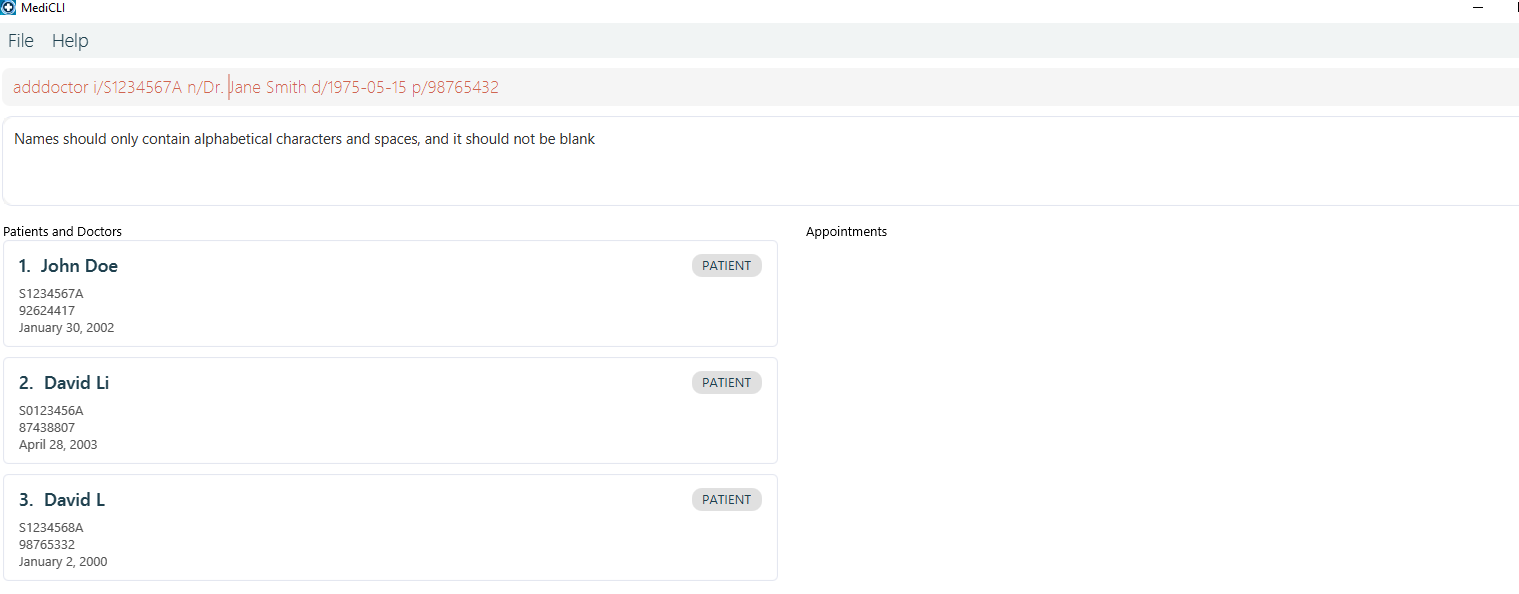 MediCLI
File Help
adddoctor i/S1234567A n/Dr. Jane Smith d/1975-05-15 p/98765432
Names should only contain alphabetical characters and spaces, and it should not be blank
Patients and Doctors
1. John Doe PATIENT
S1234567A
92624417
January 30, 2002
2. David Li PATIENT
S0123456A
87438807
April 28, 2003
3. David L PATIENT
S1234568A
98765332
January 2, 2000
Appointments